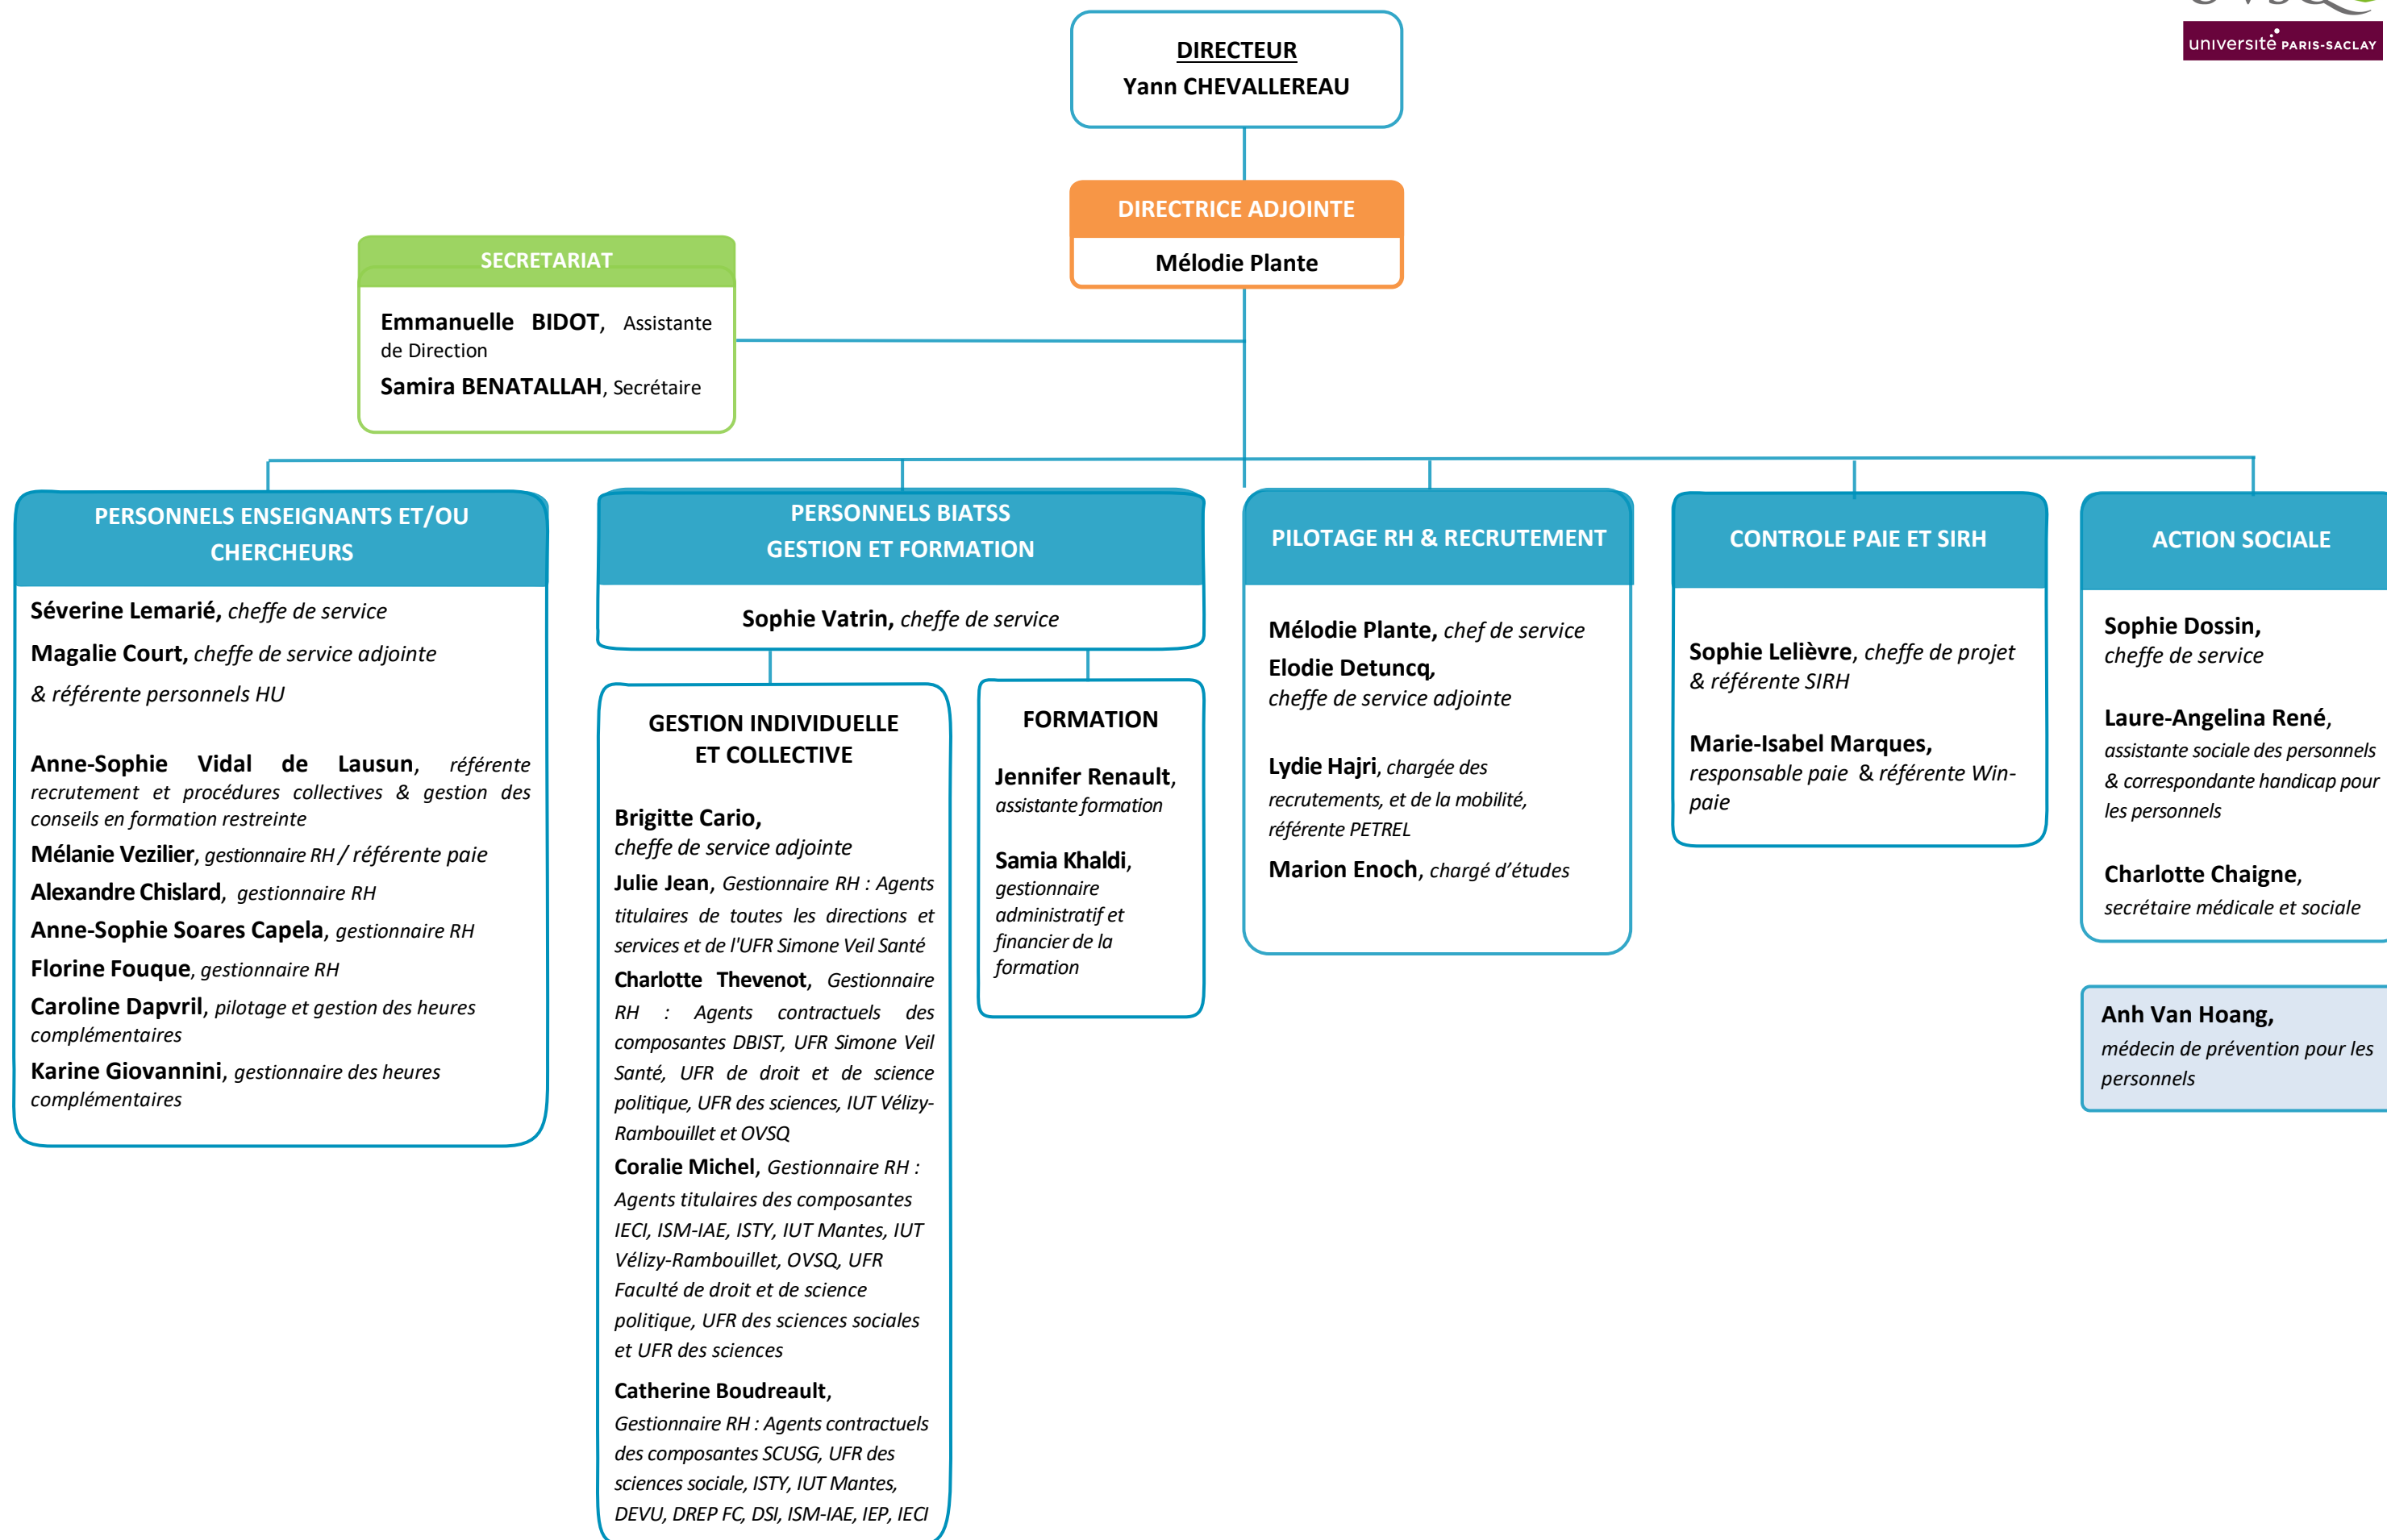 université PARIS-SACLAY
DIRECTEUR
Yann CHEVALLEREAU
DIRECTRICE ADJOINTE
Mélodie Plante
SECRETARIAT
Emmanuelle BIDOT, Assistante
de Direction
Samira BENATALLAH, Secrétaire
PERSONNELS ENSEIGNANTS ET/OU
CHERCHEURS
Séverine Lemarié, cheffe de service
Magalie Court, cheffe de service adjointe
& référente personnels HU
Anne-Sophie Vidal de Lausun, référente
recrutement et procédures collectives & gestion des
conseils en formation restreinte
Mélanie Vezilier, gestionnaire RH / référente paie
Alexandre Chislard, gestionnaire RH
Anne-Sophie Soares Capela, gestionnaire RH
Florine Fouque, gestionnaire RH
Caroline Dapvril, pilotage et gestion des heures
complémentaires
Karine Giovannini, gestionnaire des heures
complémentaires
PERSONNELS BIATSS
GESTION ET FORMATION
Sophie Vatrin, cheffe de service
GESTION INDIVIDUELLE
ET COLLECTIVE
Brigitte Cario,
cheffe de service adjointe
Julie Jean, Gestionnaire RH : Agents
titulaires de toutes les directions et
services et de l'UFR Simone Veil Santé
Charlotte Thevenot, Gestionnaire
RH : Agents contractuels des
composantes DBIST, UFR Simone Veil
Santé, UFR de droit et de science
politique, UFR des sciences, IUT Vélizy-
Rambouillet et OVSQ
Coralie Michel, Gestionnaire RH :
Agents titulaires des composantes
IECI, ISM-IAE, ISTY, IUT Mantes, IUT
Vélizy-Rambouillet, OVSQ, UFR
Faculté de droit et de science
politique, UFR des sciences sociales
et UFR des sciences
Catherine Boudreault,
Gestionnaire RH : Agents contractuels
des composantes SCUSG, UFR des
sciences sociale, ISTY, IUT Mantes,
DEVU, DREP FC, DSI, ISM-IAE, IEP, IECI
FORMATION
Jennifer Renault,
assistante formation
Samia Khaldi,
gestionnaire
administratif et
financier de la
formation
PILOTAGE RH & RECRUTEMENT
Mélodie Plante, chef de service
Elodie Detuncq,
cheffe de service adjointe
Lydie Hajri, chargée des
recrutements, et de la mobilité,
référente PETREL
Marion Enoch, chargé d'études
CONTROLE PAIE ET SIRH
Sophie Lelièvre, cheffe de projet
& référente SIRH
Marie-Isabel Marques,
responsable paie & référente Win-
paie
ACTION SOCIALE
Sophie Dossin,
cheffe de service
Laure-Angelina René,
assistante sociale des personnels
& correspondante handicap pour
les personnels
Charlotte Chaigne,
secrétaire médicale et sociale
Anh Van Hoang,
médecin de prévention pour les
personnels